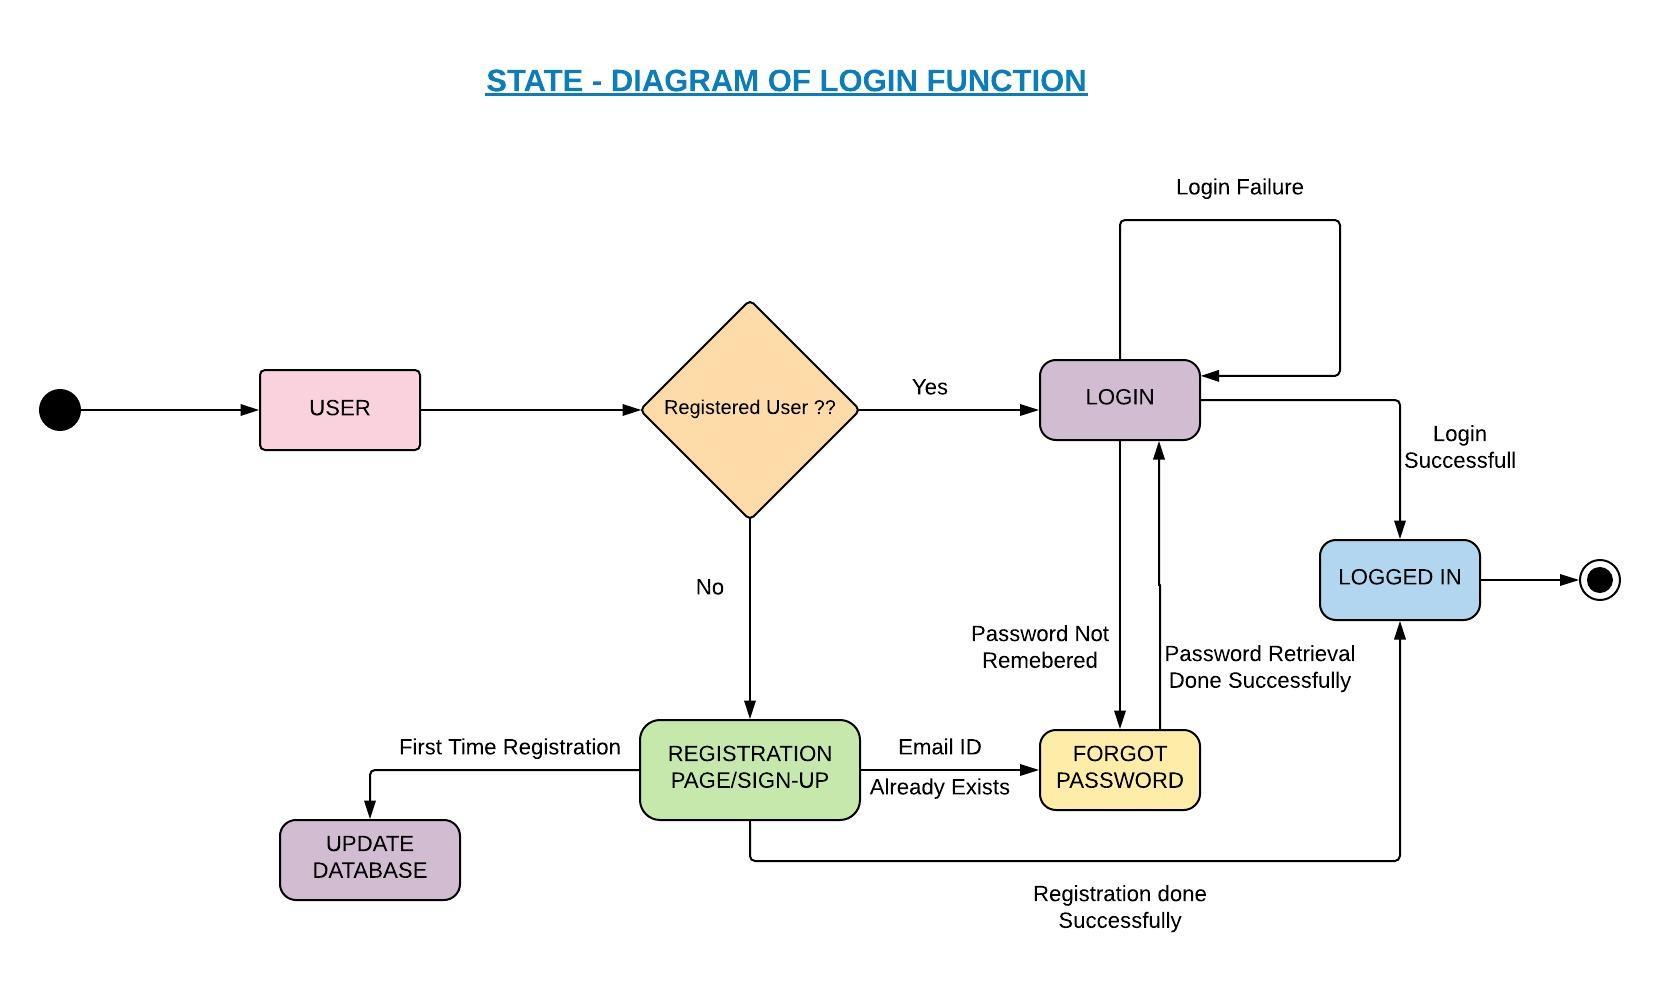 STATE - DIAGRAM OF LOGIN FUNCTION
Login Failure
USER
Registered User ??
Yes
LOGIN
Login
Successfull
No
LOGGED IN
Password Not
Remebered
Password Retrieval
Done Successfully
First Time Registration
REGISTRATION
PAGE/SIGN-UP
Email ID
Already Exists
FORGOT
PASSWORD
UPDATE
DATABASE
Registration done
Successfully